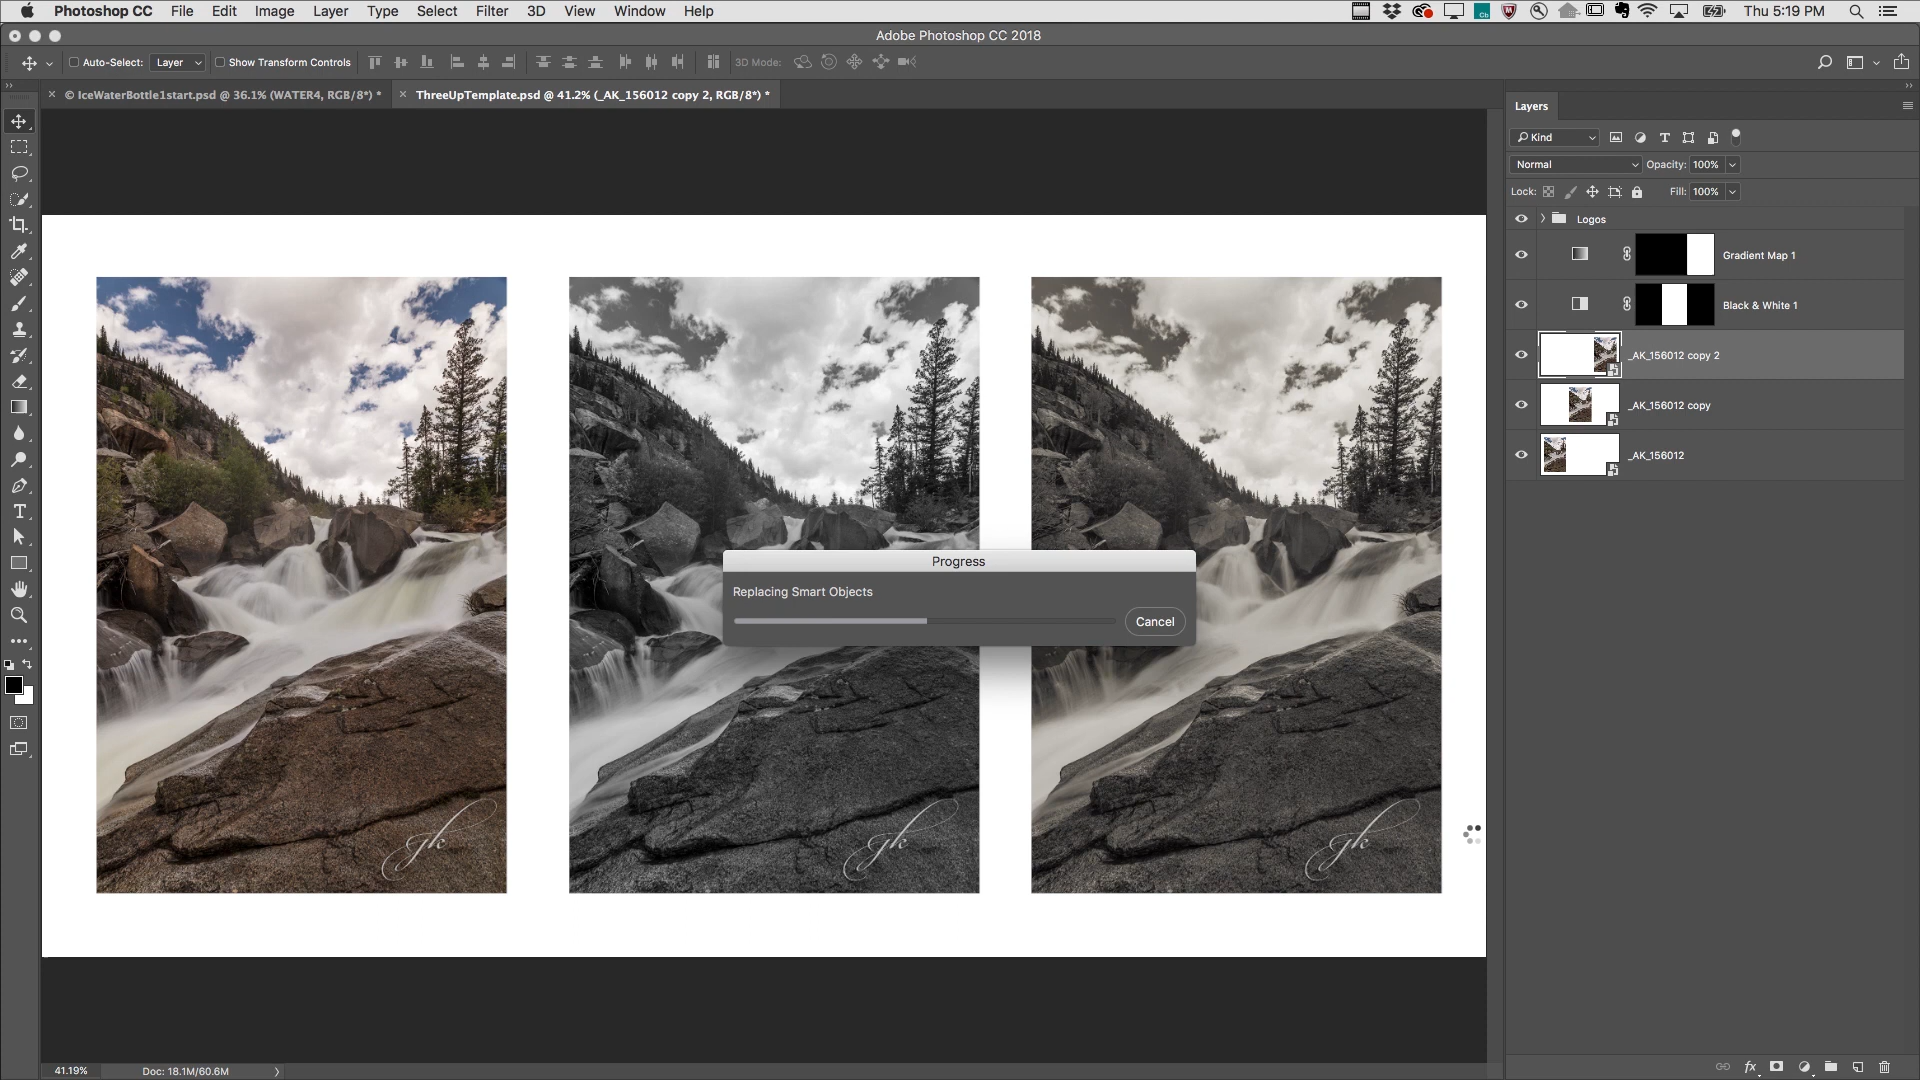 Photoshop CC File Edit Image Layer Type Select Filter 3D View Window Help Thu 5:19 PM
Adobe Photoshop CC 2018
Auto-Select: Layer Show Transform Controls 3D Mode:
© IceWaterBottle1start.psd @ 36.1% (WATER4, RGB/8*) * ThreeUpTemplate.psd @ 41.2% (_AK_156012 copy 2, RGB/8*) *
Layers
Kind
Normal Opacity: 100%
Lock: Fill: 100%
Logos
Gradient Map 1
Black & White 1
_AK_156012 copy 2
_AK_156012 copy
_AK_156012
Progress
Replacing Smart Objects
Cancel
jk jk jk
41.19% Doc: 18.1M/60.6M